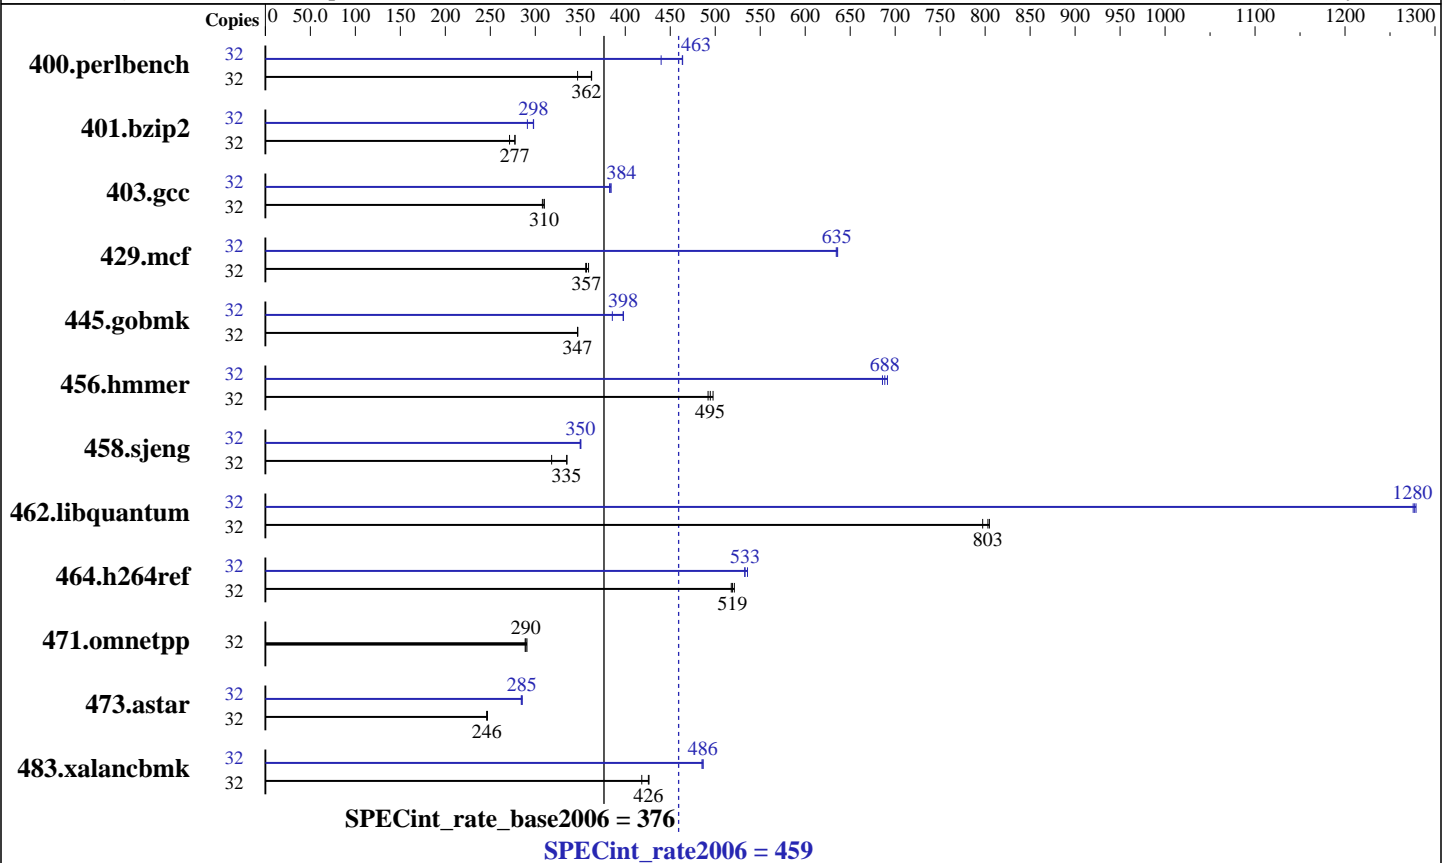 Copies 0 50.0 100 150 200 250 300 350 400 450 500 550 600 650 700 750 800 850 900 950 1000 1100 1200 1300
400.perlbench 32 463
32 362
401.bzip2 32 298
32 277
403.gcc 32 384
32 310
429.mcf 32 635
32 357
445.gobmk 32 398
32 347
456.hmmer 32 688
32 495
458.sjeng 32 350
32 335
462.libquantum 32 1280
32 803
464.h264ref 32 533
32 519
471.omnetpp 32 290
473.astar 32 285
32 246
483.xalancbmk 32 486
32 426
SPECint_rate_base2006 = 376
SPECint_rate2006 = 459